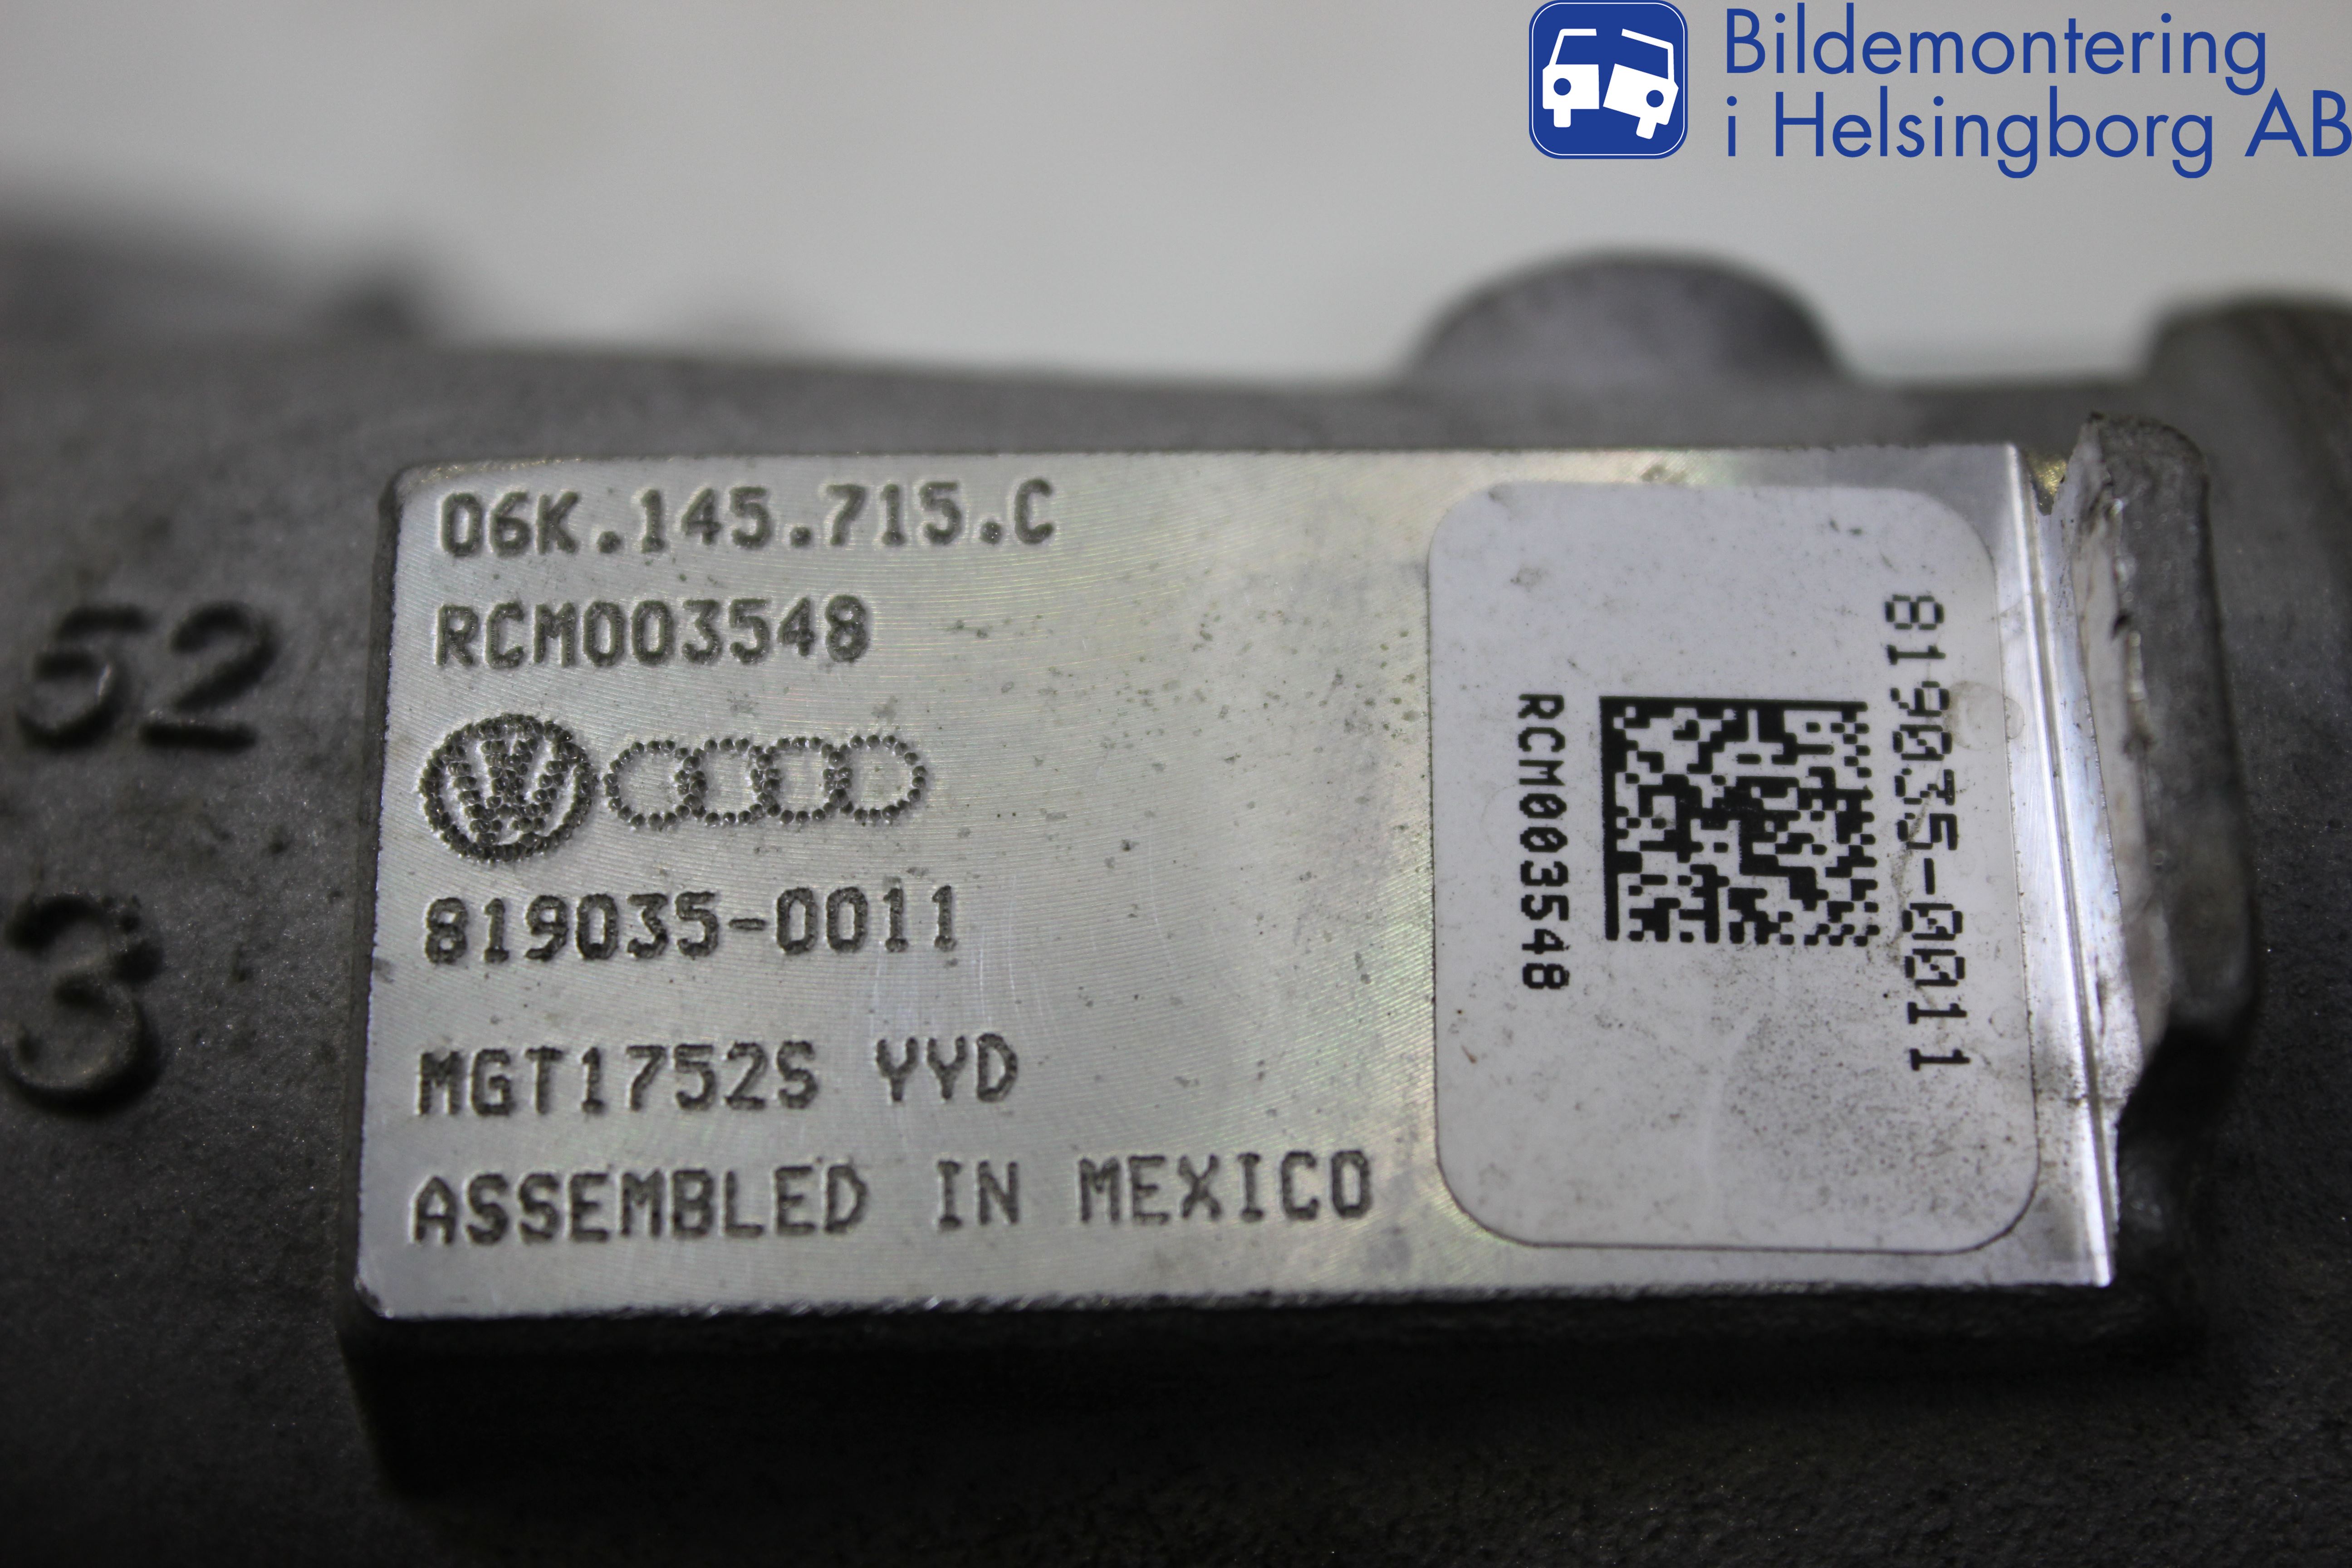 Bildemontering
i Helsingborg AB
06K.145.715.C
RCM003548
819035-0011
MGT1752S YYD
ASSEMBLED IN MEXICO
819035-0011
RCM003548
52
3